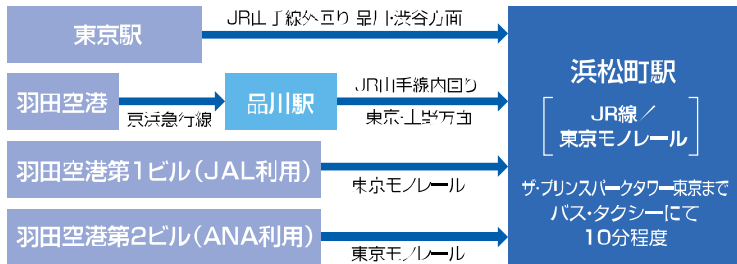 東京駅
JR山手線外回り 品川・渋谷方面
羽田空港
京浜急行線
品川駅
JR山手線内回り
東京・上野方面
羽田空港第1ビル（JAL利用）
東京モノレール
羽田空港第2ビル（ANA利用）
東京モノレール
浜松町駅
JR線／
東京モノレール
ザ・プリンスパークタワー東京まで
バス・タクシーにて
10分程度